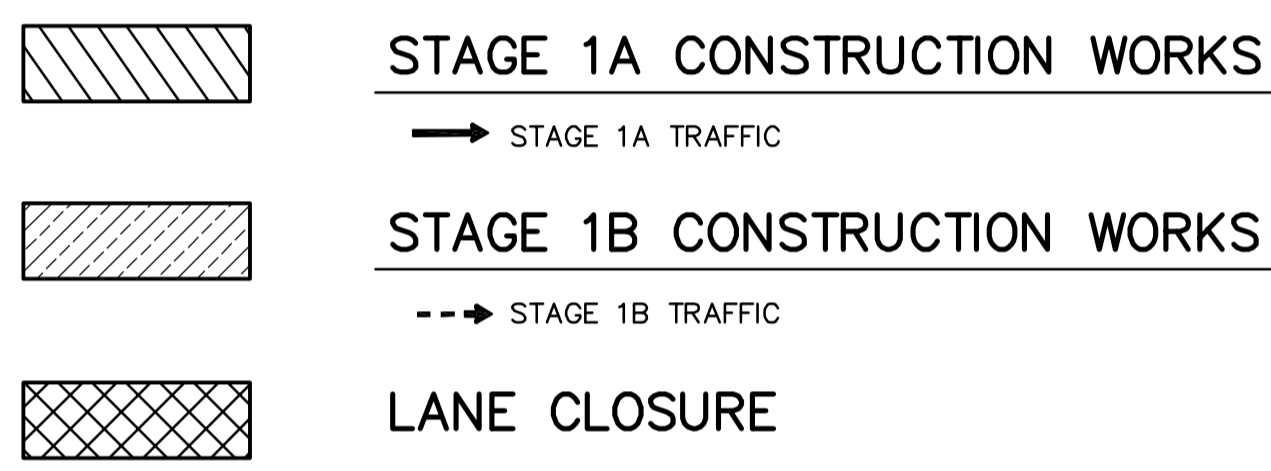 STAGE 1A CONSTRUCTION WORKS
STAGE 1A TRAFFIC
STAGE 1B CONSTRUCTION WORKS
STAGE 1B TRAFFIC
LANE CLOSURE